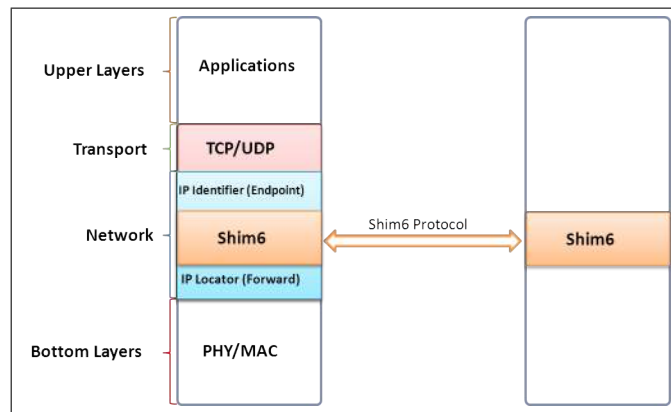 Upper Layers
Applications
Transport
TCP/UDP
IP Identifier (Endpoint)
Network
Shim6
Shim6 Protocol
Shim6
IP Locator (Forward)
Bottom Layers
PHY/MAC